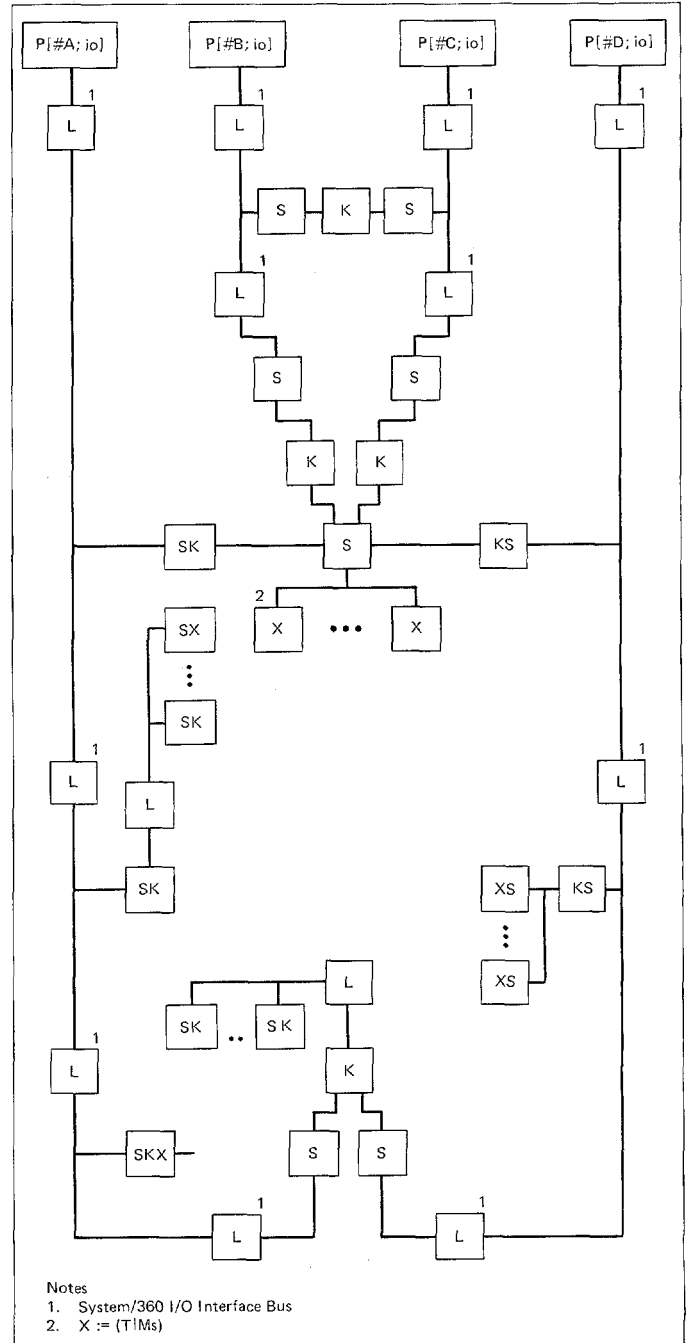 P[#A; io] P[#B; io] P[#C; io] P[#D; io]
1 1 1 1
L L L L
S K S
1 1
L L
S S
K K
SK S KS
2
X ••• X
SX
SK
1 1
L L L
SK XS KS
XS
L
SK .. SK
1
L K
SKX S S
1 1
L L
Notes
1. System/360 I/O Interface Bus
2. X := (T|Ms)